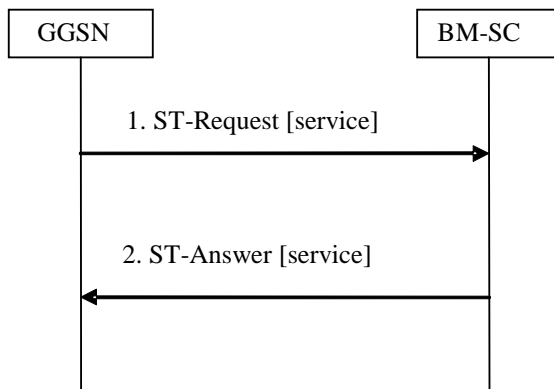 GGSN
BM-SC
1. ST-Request [service]
2. ST-Answer [service]